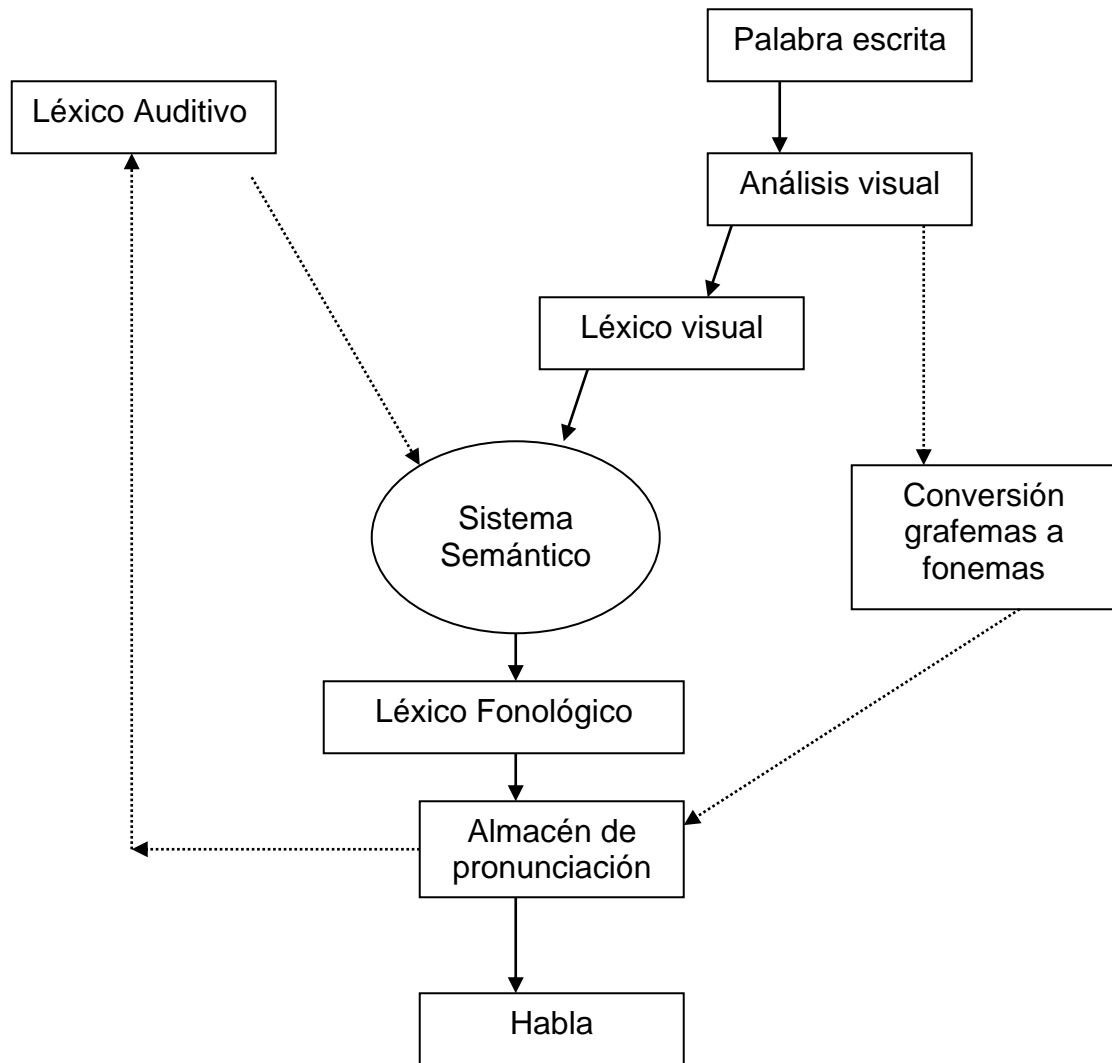 Palabra escrita
Léxico Auditivo
Análisis visual
Léxico visual
Sistema
Semántico
Conversión
grafemas a
fonemas
Léxico Fonológico
Almacén de
pronunciación
Habla